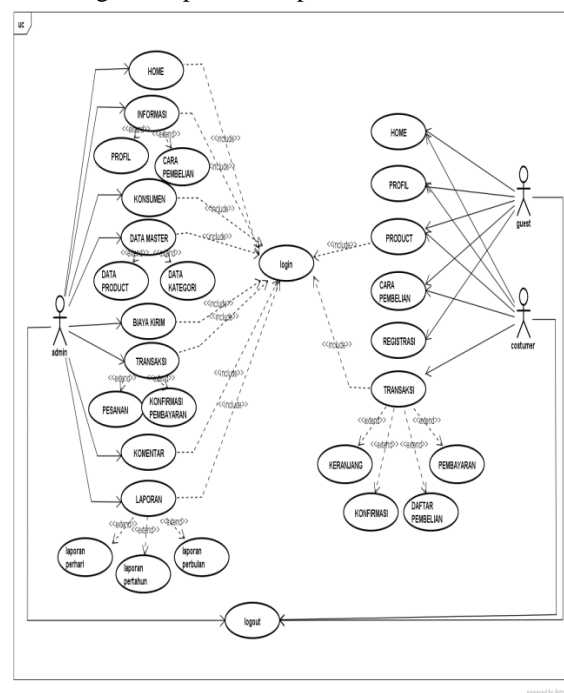 uc
HOME
INFORMASI
<<extend>>
<<extend>>
PROFIL
CARA
PEMBELIAN
KONSUMEN
DATA MASTER
<<extend>>
<<extend>>
DATA
PRODUCT
DATA
KATEGORI
BIAYA KIRIM
TRANSAKSI
<<extend>>
<<extend>>
PESANAN
KONFIRMASI
PEMBAYARAN
KOMENTAR
LAPORAN
<<extend>>
<<extend>>
<<extend>>
laporan
perhari
laporan
pertahun
laporan
perbulan
admin
<<include>>
<<include>>
<<include>>
<<include>>
<<include>>
<<include>>
<<include>>
login
<<include>>
<<include>>
HOME
PROFIL
PRODUCT
CARA
PEMBELIAN
REGISTRASI
TRANSAKSI
<<extend>>
<<extend>>
<<extend>>
<<extend>>
KERANJANG
KONFIRMASI
DAFTAR
PEMBELIAN
PEMBAYARAN
guest
costumer
logout